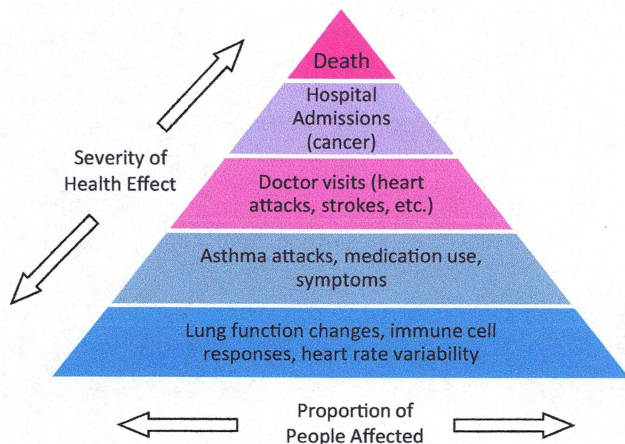 Death
Hospital
Admissions
(cancer)
Severity of
Health Effect
Doctor visits (heart
attacks, strokes, etc.)
Asthma attacks, medication use,
symptoms
Lung function changes, immune cell
responses, heart rate variability
Proportion of
People Affected